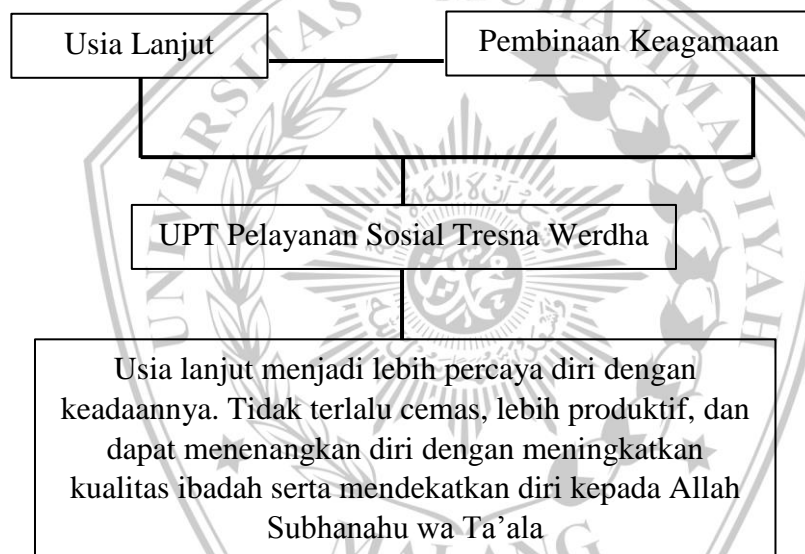 Usia Lanjut
Pembinaan Keagamaan
UPT Pelayanan Sosial Tresna Werdha
Usia lanjut menjadi lebih percaya diri dengan
keadaannya. Tidak terlalu cemas, lebih produktif, dan
dapat menenangkan diri dengan meningkatkan
kualitas ibadah serta mendekatkan diri kepada Allah
Subhanahu wa Ta’ala
MALANG